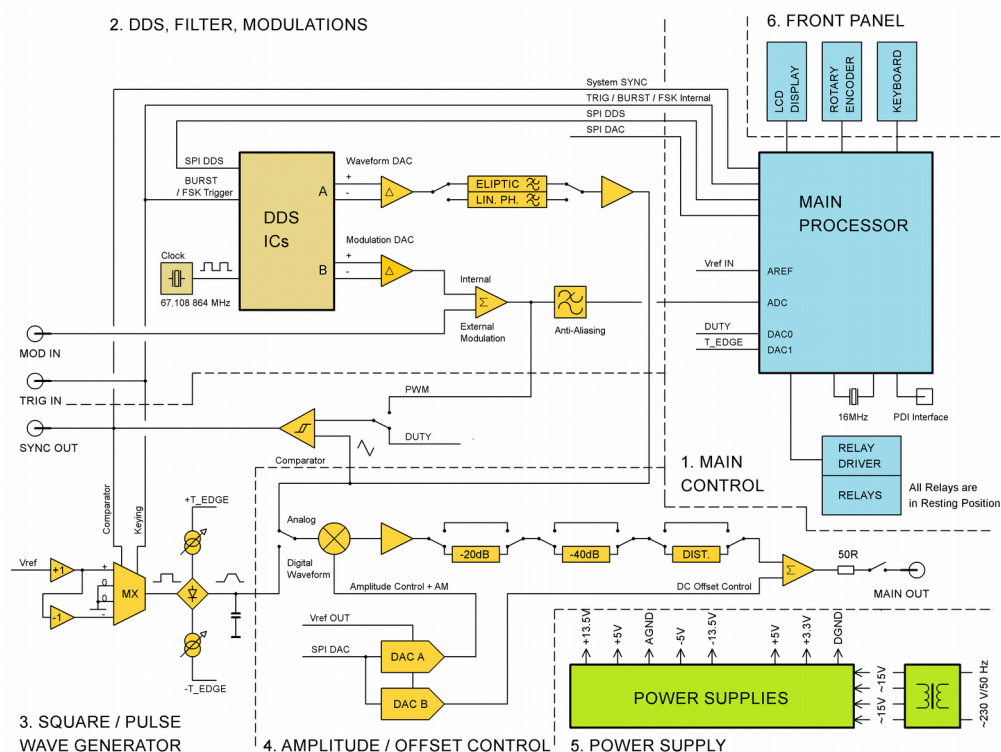 2. DDS, FILTER, MODULATIONS
6. FRONT PANEL
LCD
DISPLAY
ROTARY
ENCODER
KEYBOARD
System SYNC
TRIG / BURST / FSK Internal
SPI DDS
SPI DAC
SPI DDS
BURST
/ FSK Trigger
DDS
ICs
A
B
Waveform DAC
+
-
Δ
ELIPTIC
LIN. PH.
Modulation DAC
+
-
Δ
Clock
67.108 864 MHz
Internal
Σ
External
Modulation
Anti-Aliasing
MAIN
PROCESSOR
Vref IN
AREF
ADC
DUTY
DAC0
T_EDGE
DAC1
16MHz
PDI Interface
MOD IN
TRIG IN
SYNC OUT
PWM
DUTY
Comparator
RELAY
DRIVER
RELAYS
All Relays are
in Resting Position
1. MAIN
CONTROL
Comparator
Keying
+T_EDGE
Vref
+1
-1
+
0
0
-
MX
-T_EDGE
Analog
Digital
Waveform
-20dB
-40dB
DIST.
Σ
50R
MAIN OUT
Amplitude Control + AM
DC Offset Control
Vref OUT
SPI DAC
DAC A
DAC B
+13.5V
+5V
AGND
-5V
-13.5V
+5V
+3.3V
DGND
POWER SUPPLIES
~15V ~15V
~15V ~15V
~230 V/50 Hz
3. SQUARE / PULSE
WAVE GENERATOR
4. AMPLITUDE / OFFSET CONTROL
5. POWER SUPPLY